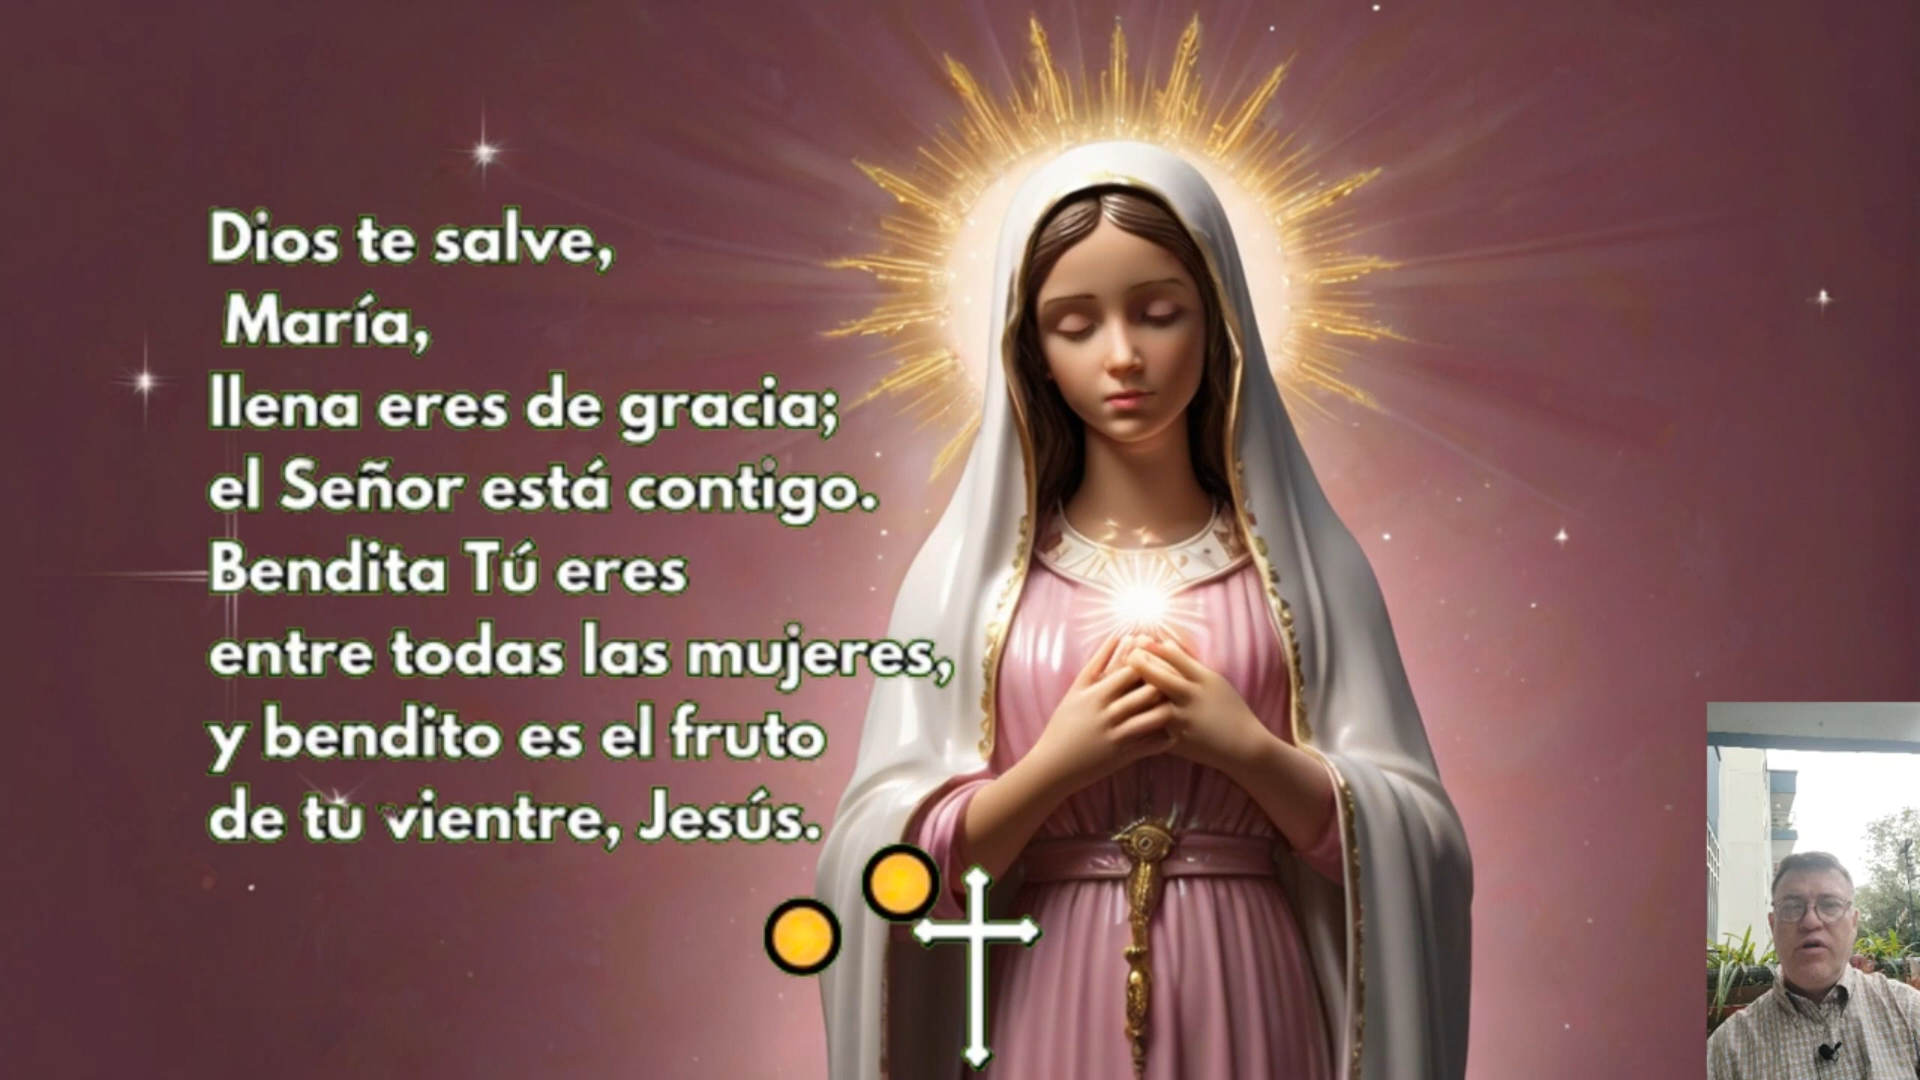 Dios te salve,
María,
llena eres de gracia;
el Señor está contigo.
Bendita Tú eres
entre todas las mujeres,
y bendito es el fruto
de tu vientre, Jesús.